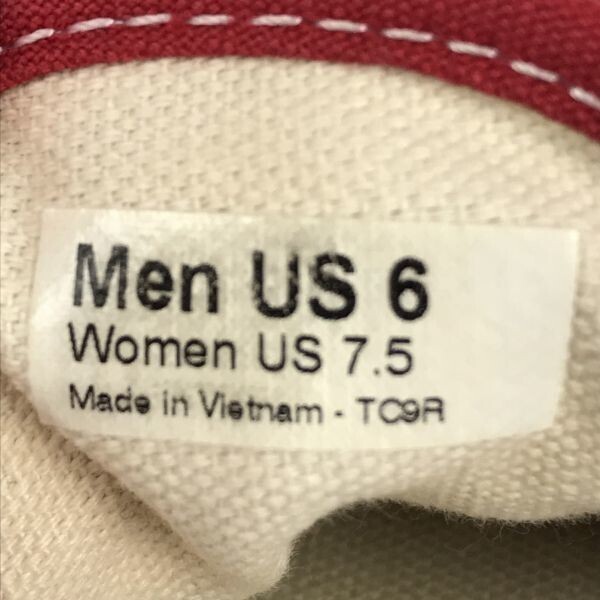 Men US 6
Women US 7.5
Made in Vietnam - TC9R